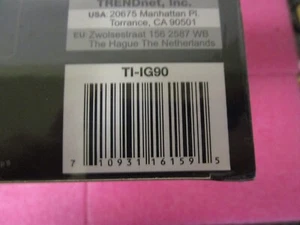 TRENDnet, Inc.
USA: 20675 Manhattan Pl.
Torrance, CA 90501
EU: Zwolsestraat 156 2587 WB
The Hague The Netherlands
TI-IG90
7 10931 16159 5